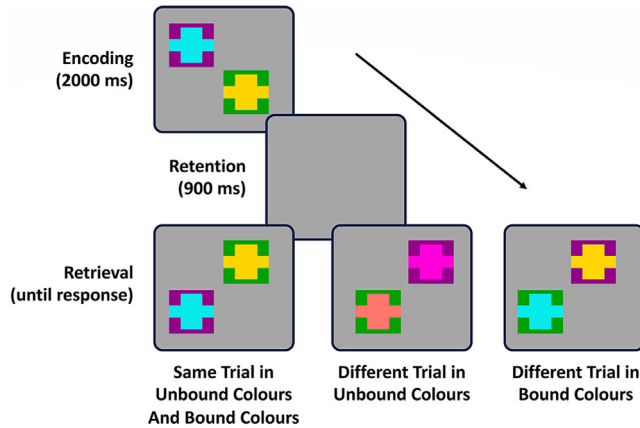 Encoding
(2000 ms)
Retention
(900 ms)
Retrieval
(until response)
Same Trial in
Unbound Colours
And Bound Colours
Different Trial in
Unbound Colours
Different Trial in
Bound Colours